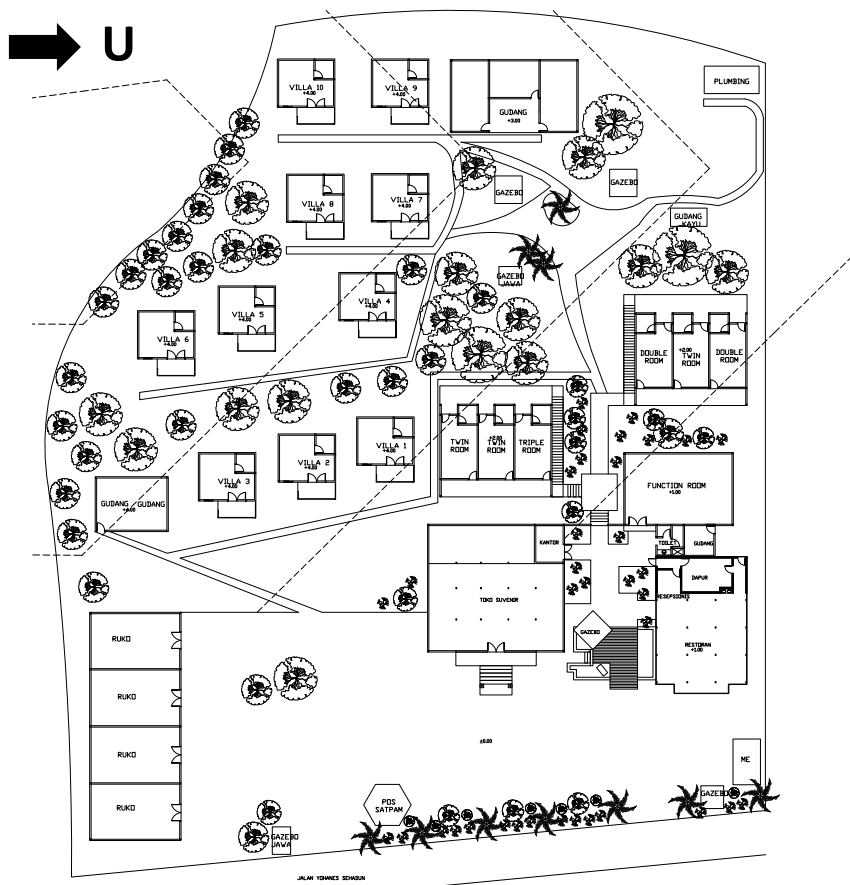 U
PLUMBING
VILLA 10
+4.00
VILLA 9
+4.00
GUDANG
+3.00
GAZEBO
GAZEBO
VILLA 8
+4.00
VILLA 7
+4.00
GUDANG
KAYU
GAZEBO
JAWA
VILLA 4
+4.00
VILLA 5
+4.00
VILLA 6
+4.00
DOUBLE
ROOM
+2.00
TWIN
ROOM
DOUBLE
ROOM
VILLA 1
+4.00
VILLA 2
+4.00
VILLA 3
+4.00
TWIN
ROOM
TWIN
ROOM
TRIPLE
ROOM
FUNCTION ROOM
+1.00
GUDANG
GUDANG
+4.00
KANTOR
TOILET
GUDANG
DAPUR
RESEPSIONIS
TOKO SUVENIR
GAZEBO
RESTORAN
+1.00
RUKO
RUKO
RUKO
RUKO
±0.00
ME
GAZEBO
POS
SATPAM
GAZEBO
JAWA
JALAN YOHANES SEHADUN